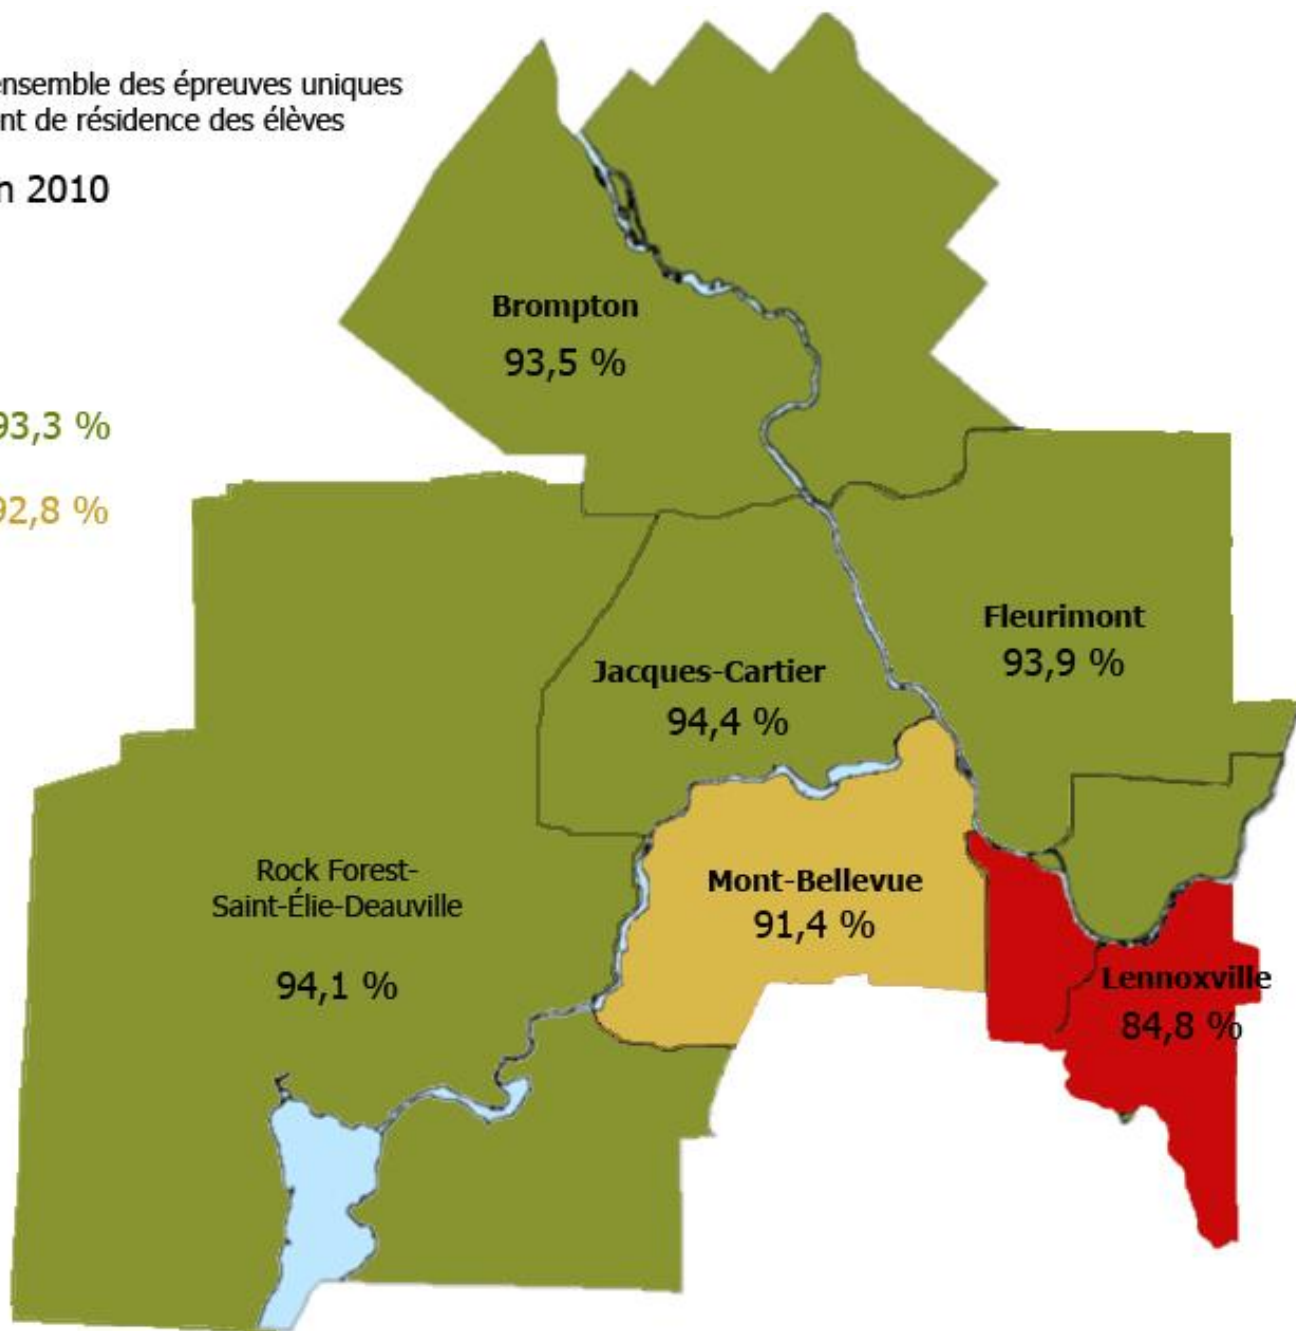 ensemble des épreuves uniques
nt de résidence des élèves
n 2010
Brompton
93,5 %
93,3 %
92,8 %
Fleurimont
93,9 %
Jacques-Cartier
94,4 %
Rock Forest-
Saint-Élie-Deauville
94,1 %
Mont-Bellevue
91,4 %
Lennoxville
84,8 %